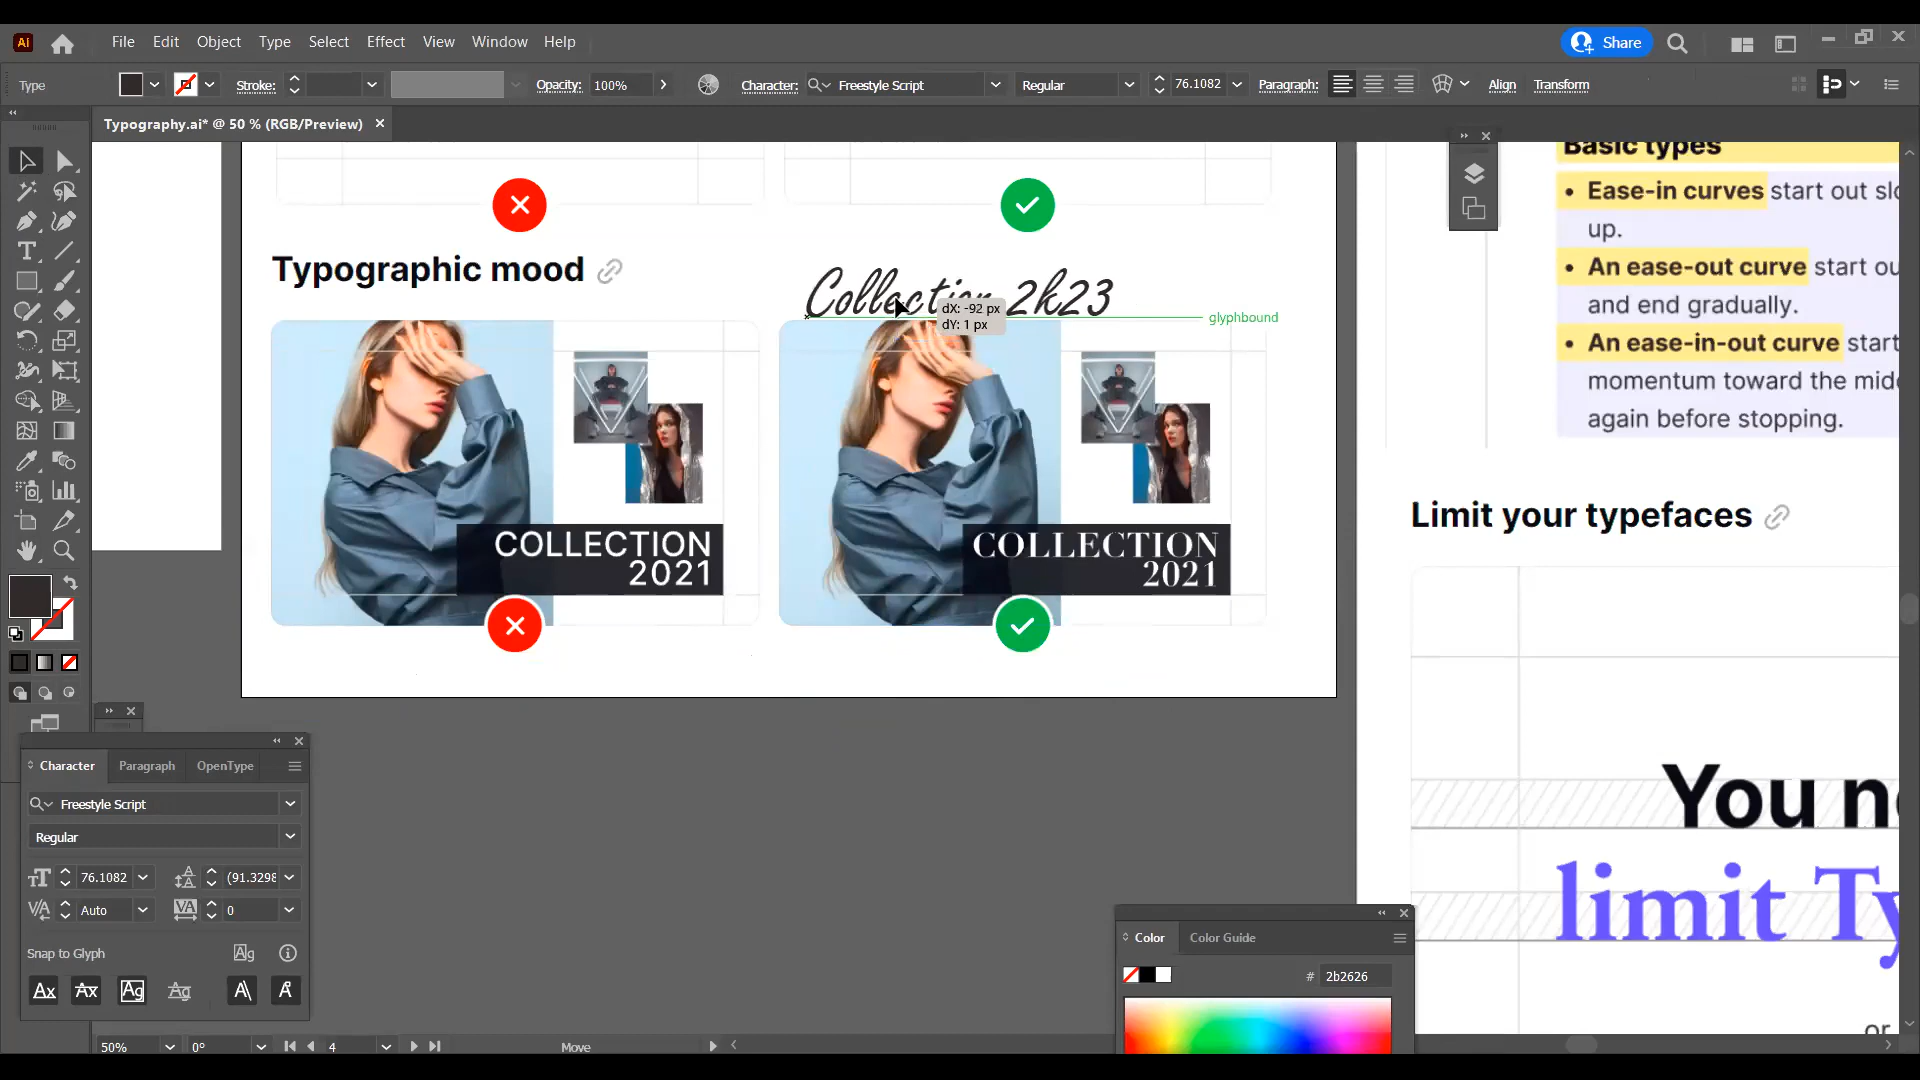 Ai File Edit Object Type Select Effect View Window Help Share
Type Stroke: Opacity: 100% Character: Freestyle Script Regular 76.1082 Paragraph: Align Transform
Typography.ai* @ 50 % (RGB/Preview)
Typographic mood
Collection 2k23
dX: -92 px
dY: 1 px
glyphbound
COLLECTION
2021
COLLECTION
2021
Basic types
• Ease-in curves start out
up.
• An ease-out curve start
and end gradually.
• An ease-in-out curve start
momentum toward the
again before stopping.
Limit your typefaces
You
limit
or
Character Paragraph OpenType
Freestyle Script
Regular
76.1082 (91.3298
Auto 0
Snap to Glyph
Color Color Guide
# 2b2626
50% 0° 4 Move